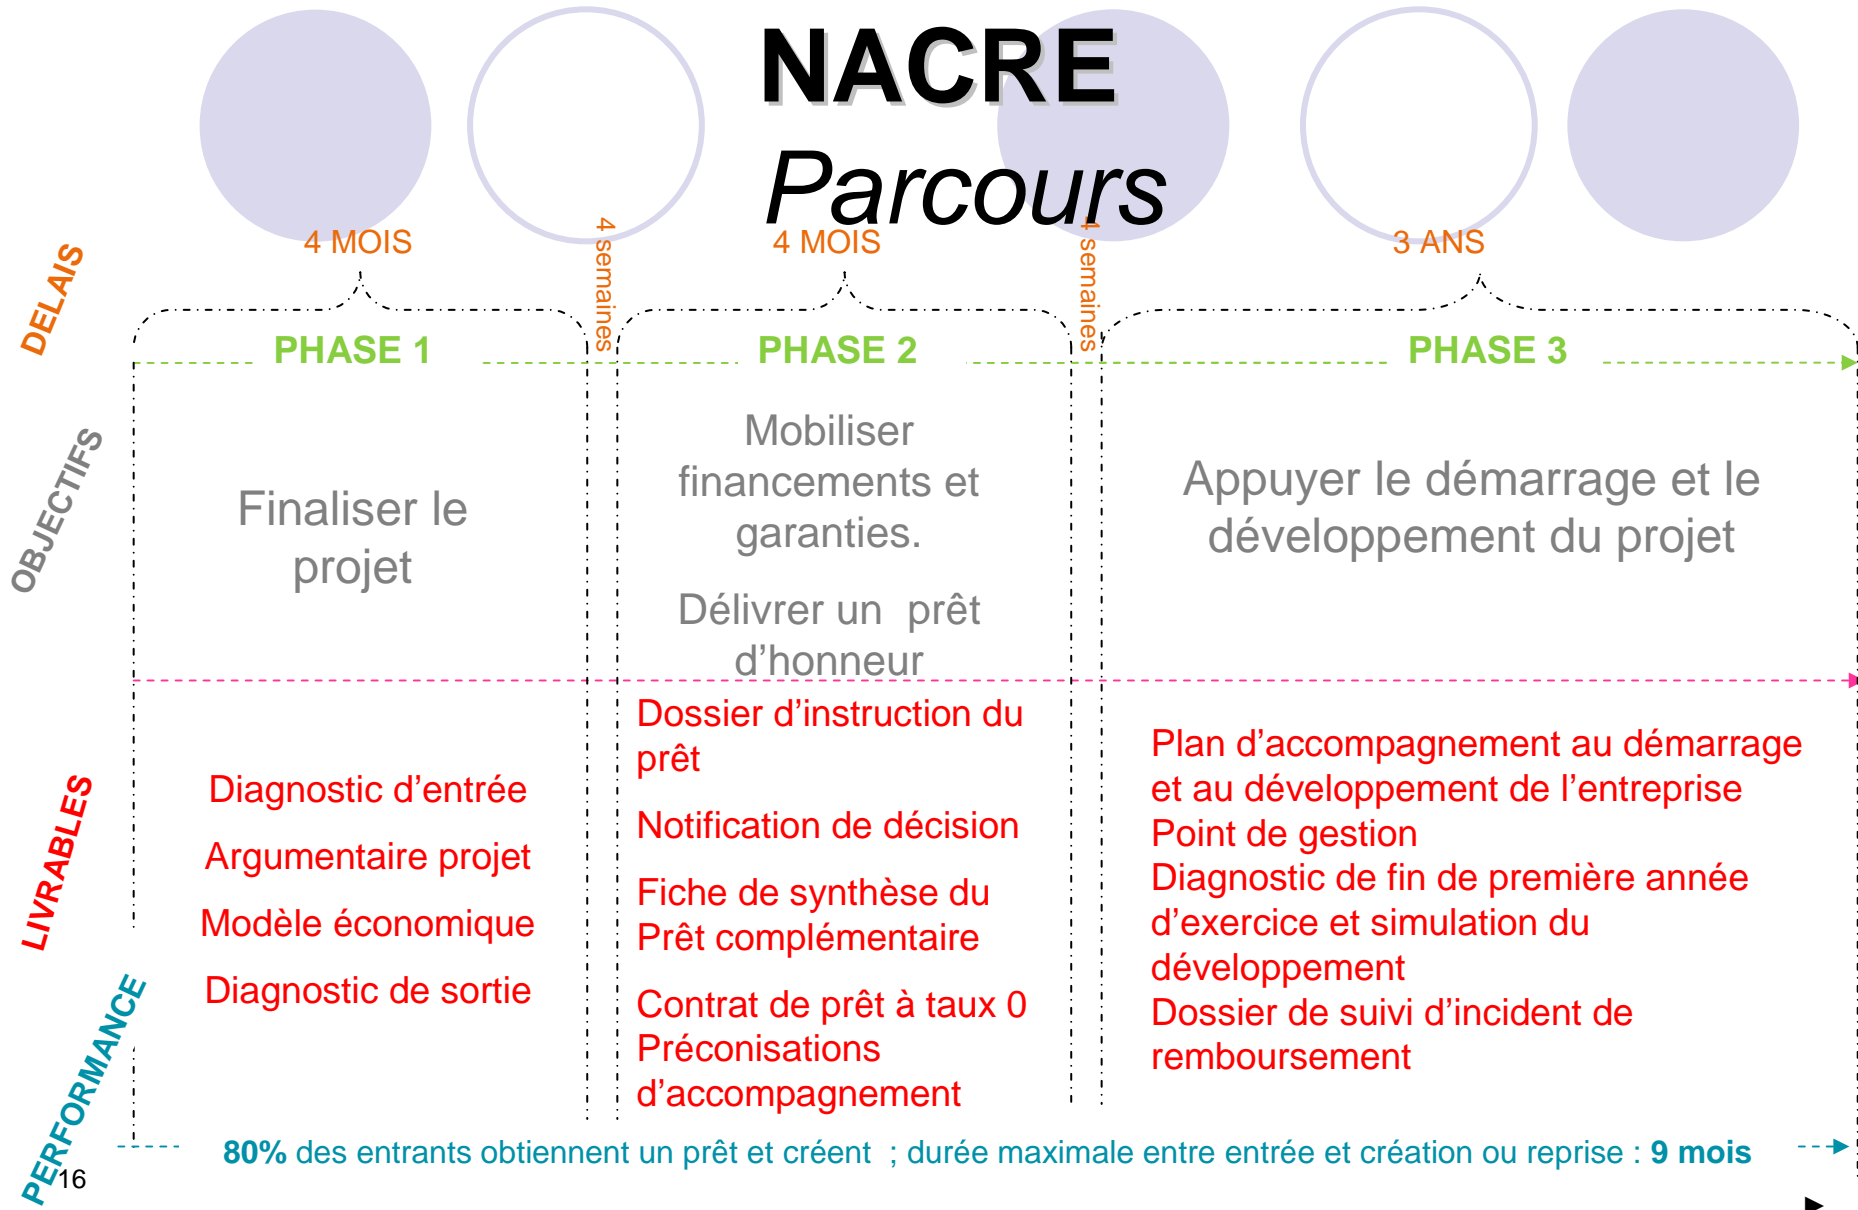 NACRE
Parcours
DELAIS
4 MOIS
4 semaines
4 MOIS
4 semaines
3 ANS
PHASE 1
PHASE 2
PHASE 3
OBJECTIFS
Finaliser le
projet
Mobiliser
financements et
garanties.
Délivrer un  prêt
d’honneur
Appuyer le démarrage et le
développement du projet
LIVRABLES
Diagnostic d’entrée
Argumentaire projet
Modèle économique
Diagnostic de sortie
Dossier d’instruction du
prêt
Notification de décision
Fiche de synthèse du
Prêt complémentaire
Contrat de prêt à taux 0
Préconisations
d’accompagnement
Plan d’accompagnement au démarrage
et au développement de l’entreprise
Point de gestion
Diagnostic de fin de première année
d’exercice et simulation du
développement
Dossier de suivi d’incident de
remboursement
PERFORMANCE
80% des entrants obtiennent un prêt et créent  ; durée maximale entre entrée et création ou reprise : 9 mois
16